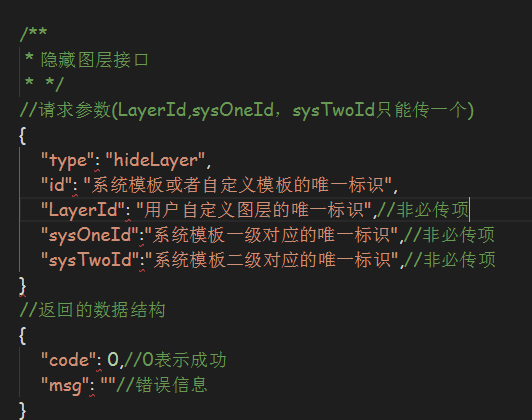 /**
* 隐藏图层接口
* */
//请求参数(LayerId,sysOneId，sysTwoId只能传一个)
{
"type": "hideLayer",
"id": "系统模板或者自定义模板的唯一标识",
"LayerId": "用户自定义图层的唯一标识",//非必传项
"sysOneId":"系统模板一级对应的唯一标识",//非必传项
"sysTwoId":"系统模板二级对应的唯一标识",//非必传项
}
//返回的数据结构
{
"code": 0,//0表示成功
"msg": ""//错误信息
}